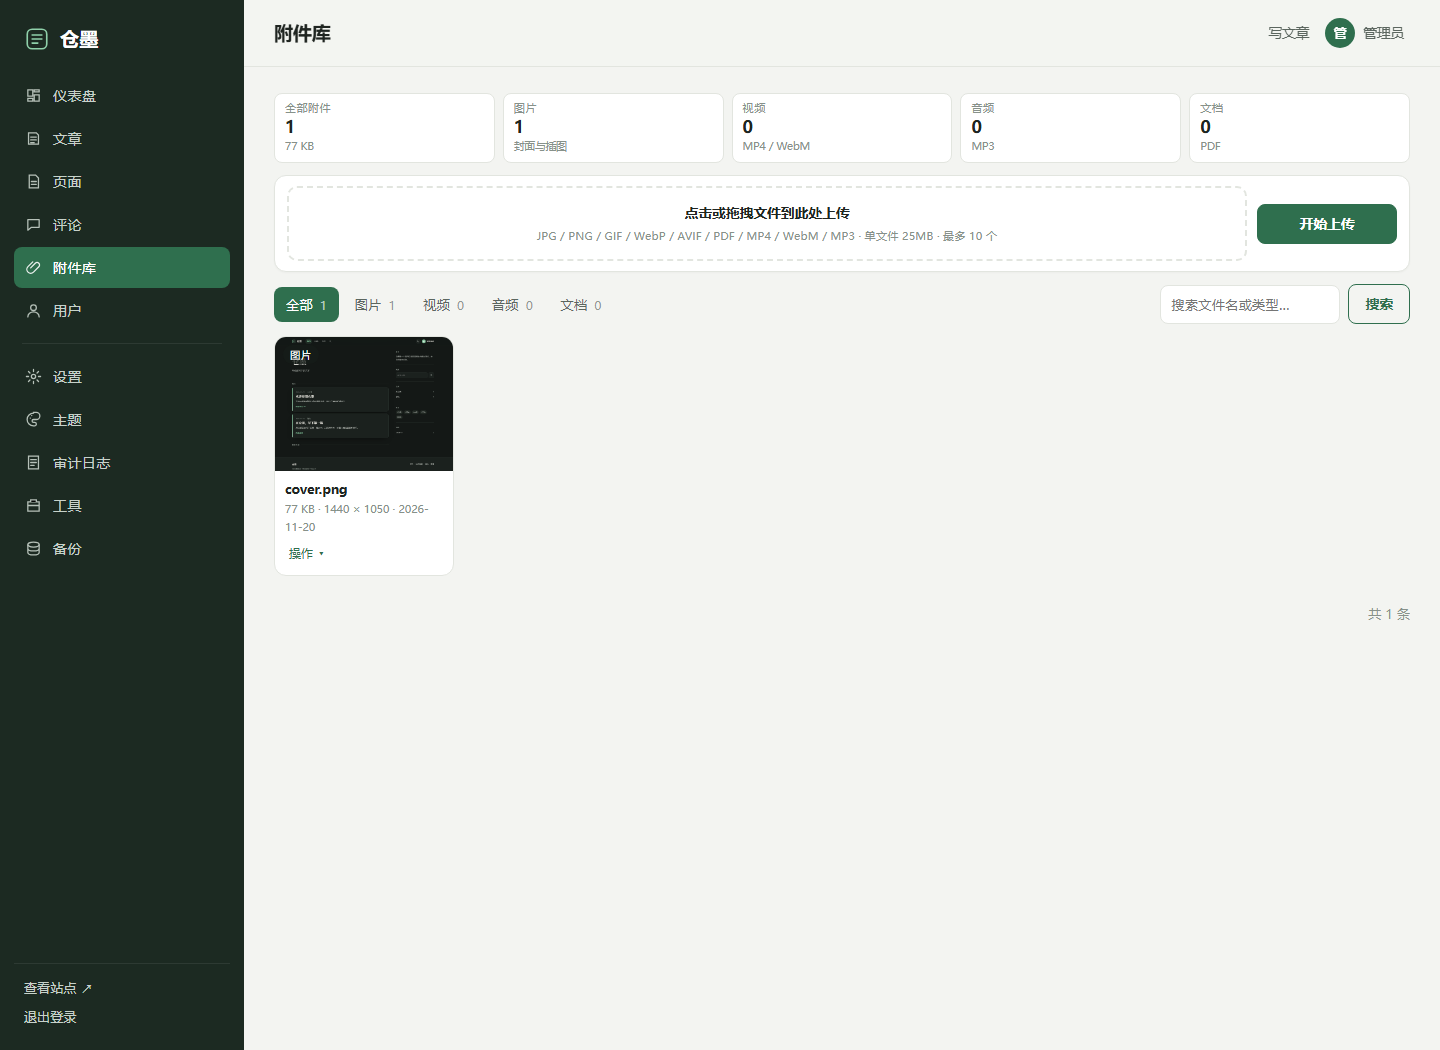 仓墨
仪表盘
文章
页面
评论
附件库
用户
设置
主题
审计日志
工具
备份
查看站点 ↗
退出登录
附件库
写文章 管 管理员
全部附件
1
77 KB
图片
1
封面与插图
视频
0
MP4 / WebM
音频
0
MP3
文档
0
PDF
点击或拖拽文件到此处上传
JPG / PNG / GIF / WebP / AVIF / PDF / MP4 / WebM / MP3 · 单文件 25MB · 最多 10 个
开始上传
全部 1 图片 1 视频 0 音频 0 文档 0
搜索文件名或类型... 搜索
图片
cover.png
77 KB · 1440 × 1050 · 2026-
11-20
操作 ▾
共 1 条